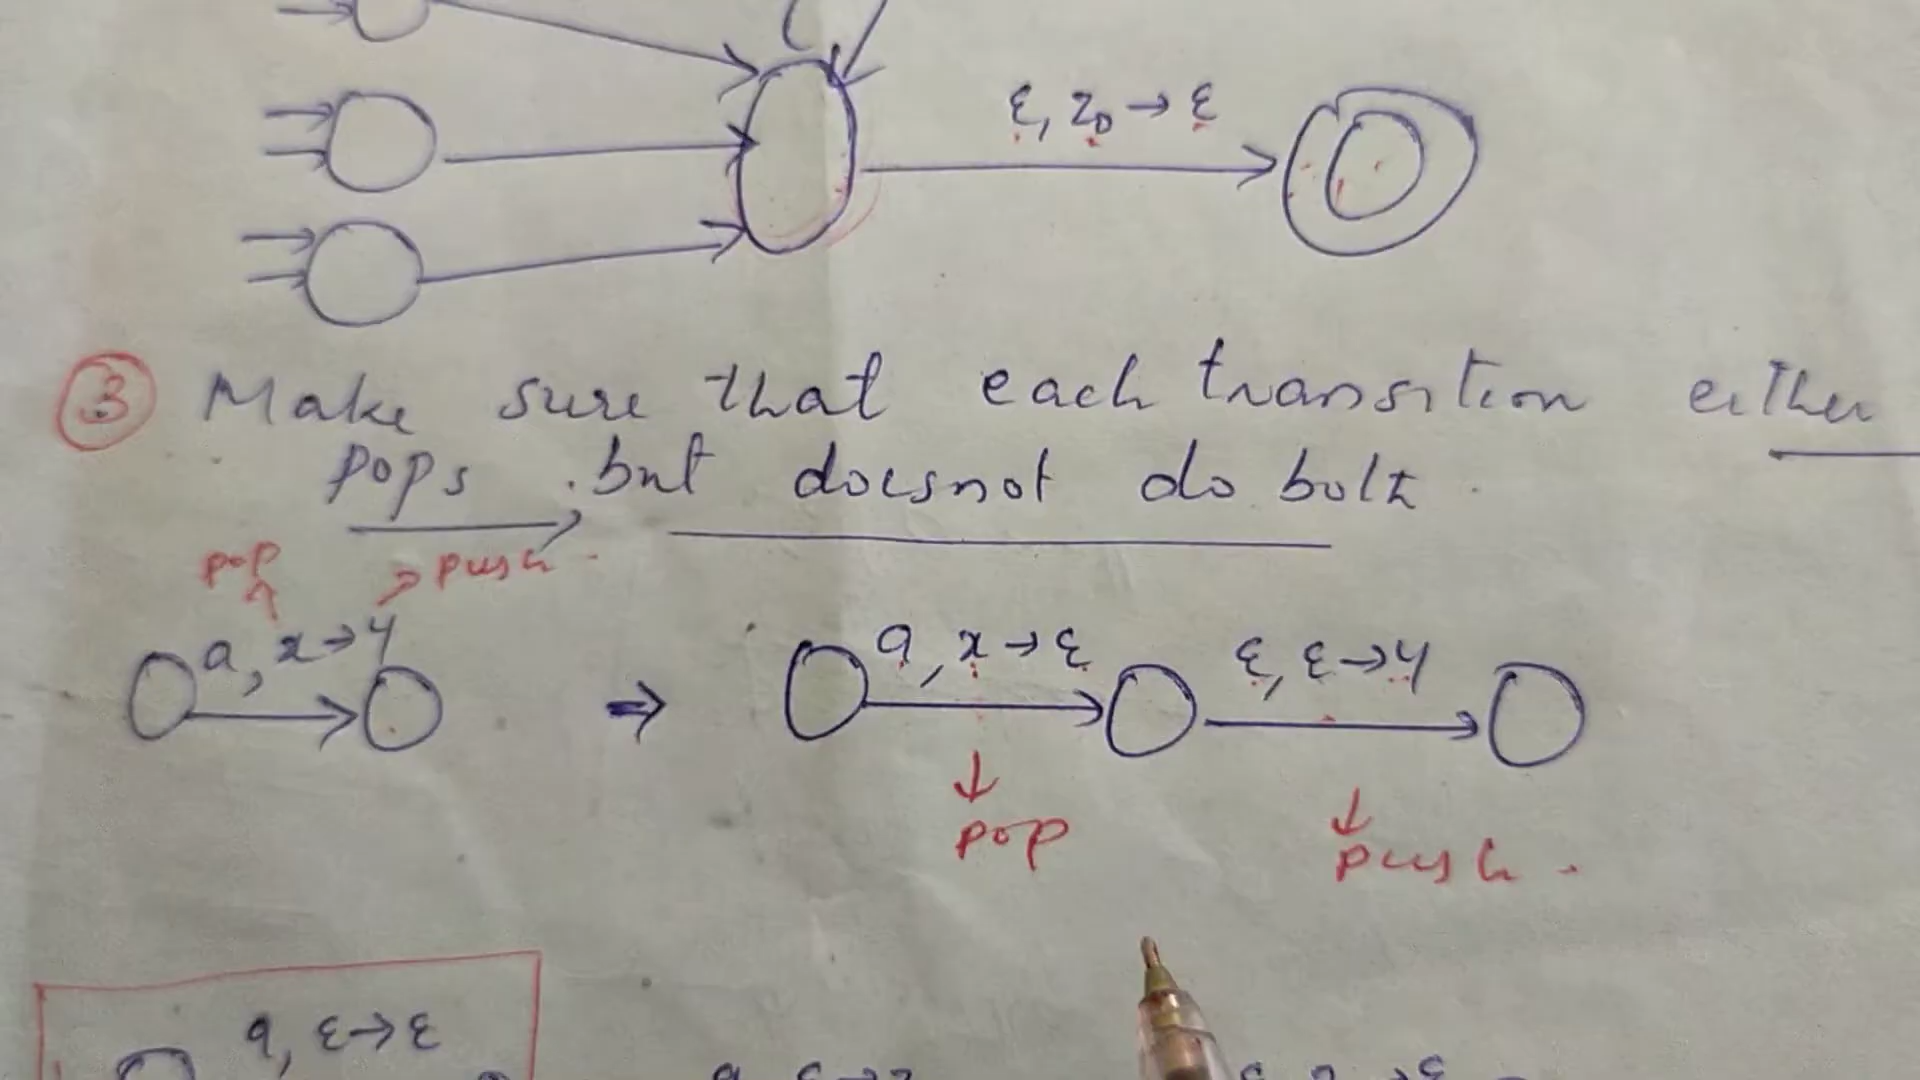 ε, z₀ → ε
③ Make sure that each transition either
pops but doesnot do both.
pop push.
a, x → y
a, x → ε
ε, ε → y
pop
push.
a, ε → ε